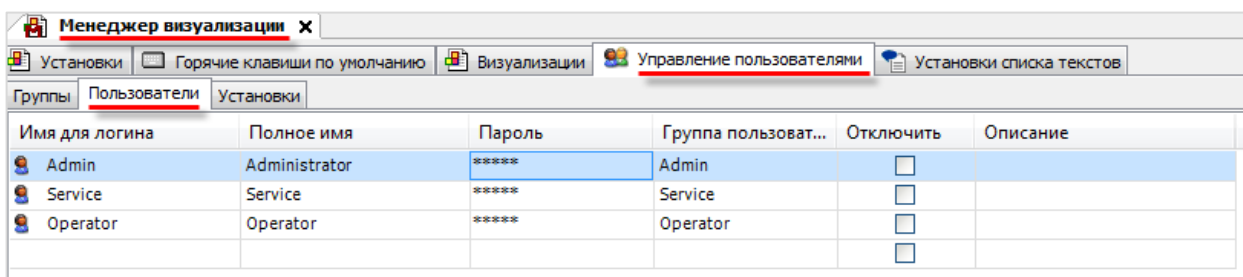 Менеджер визуализации X
Установки Горячие клавиши по умолчанию Визуализации Управление пользователями Установки списка текстов
Группы Пользователи Установки
Имя для логина Полное имя Пароль Группа пользоват... Отключить Описание
Admin Administrator ***** Admin
Service Service ***** Service
Operator Operator ***** Operator